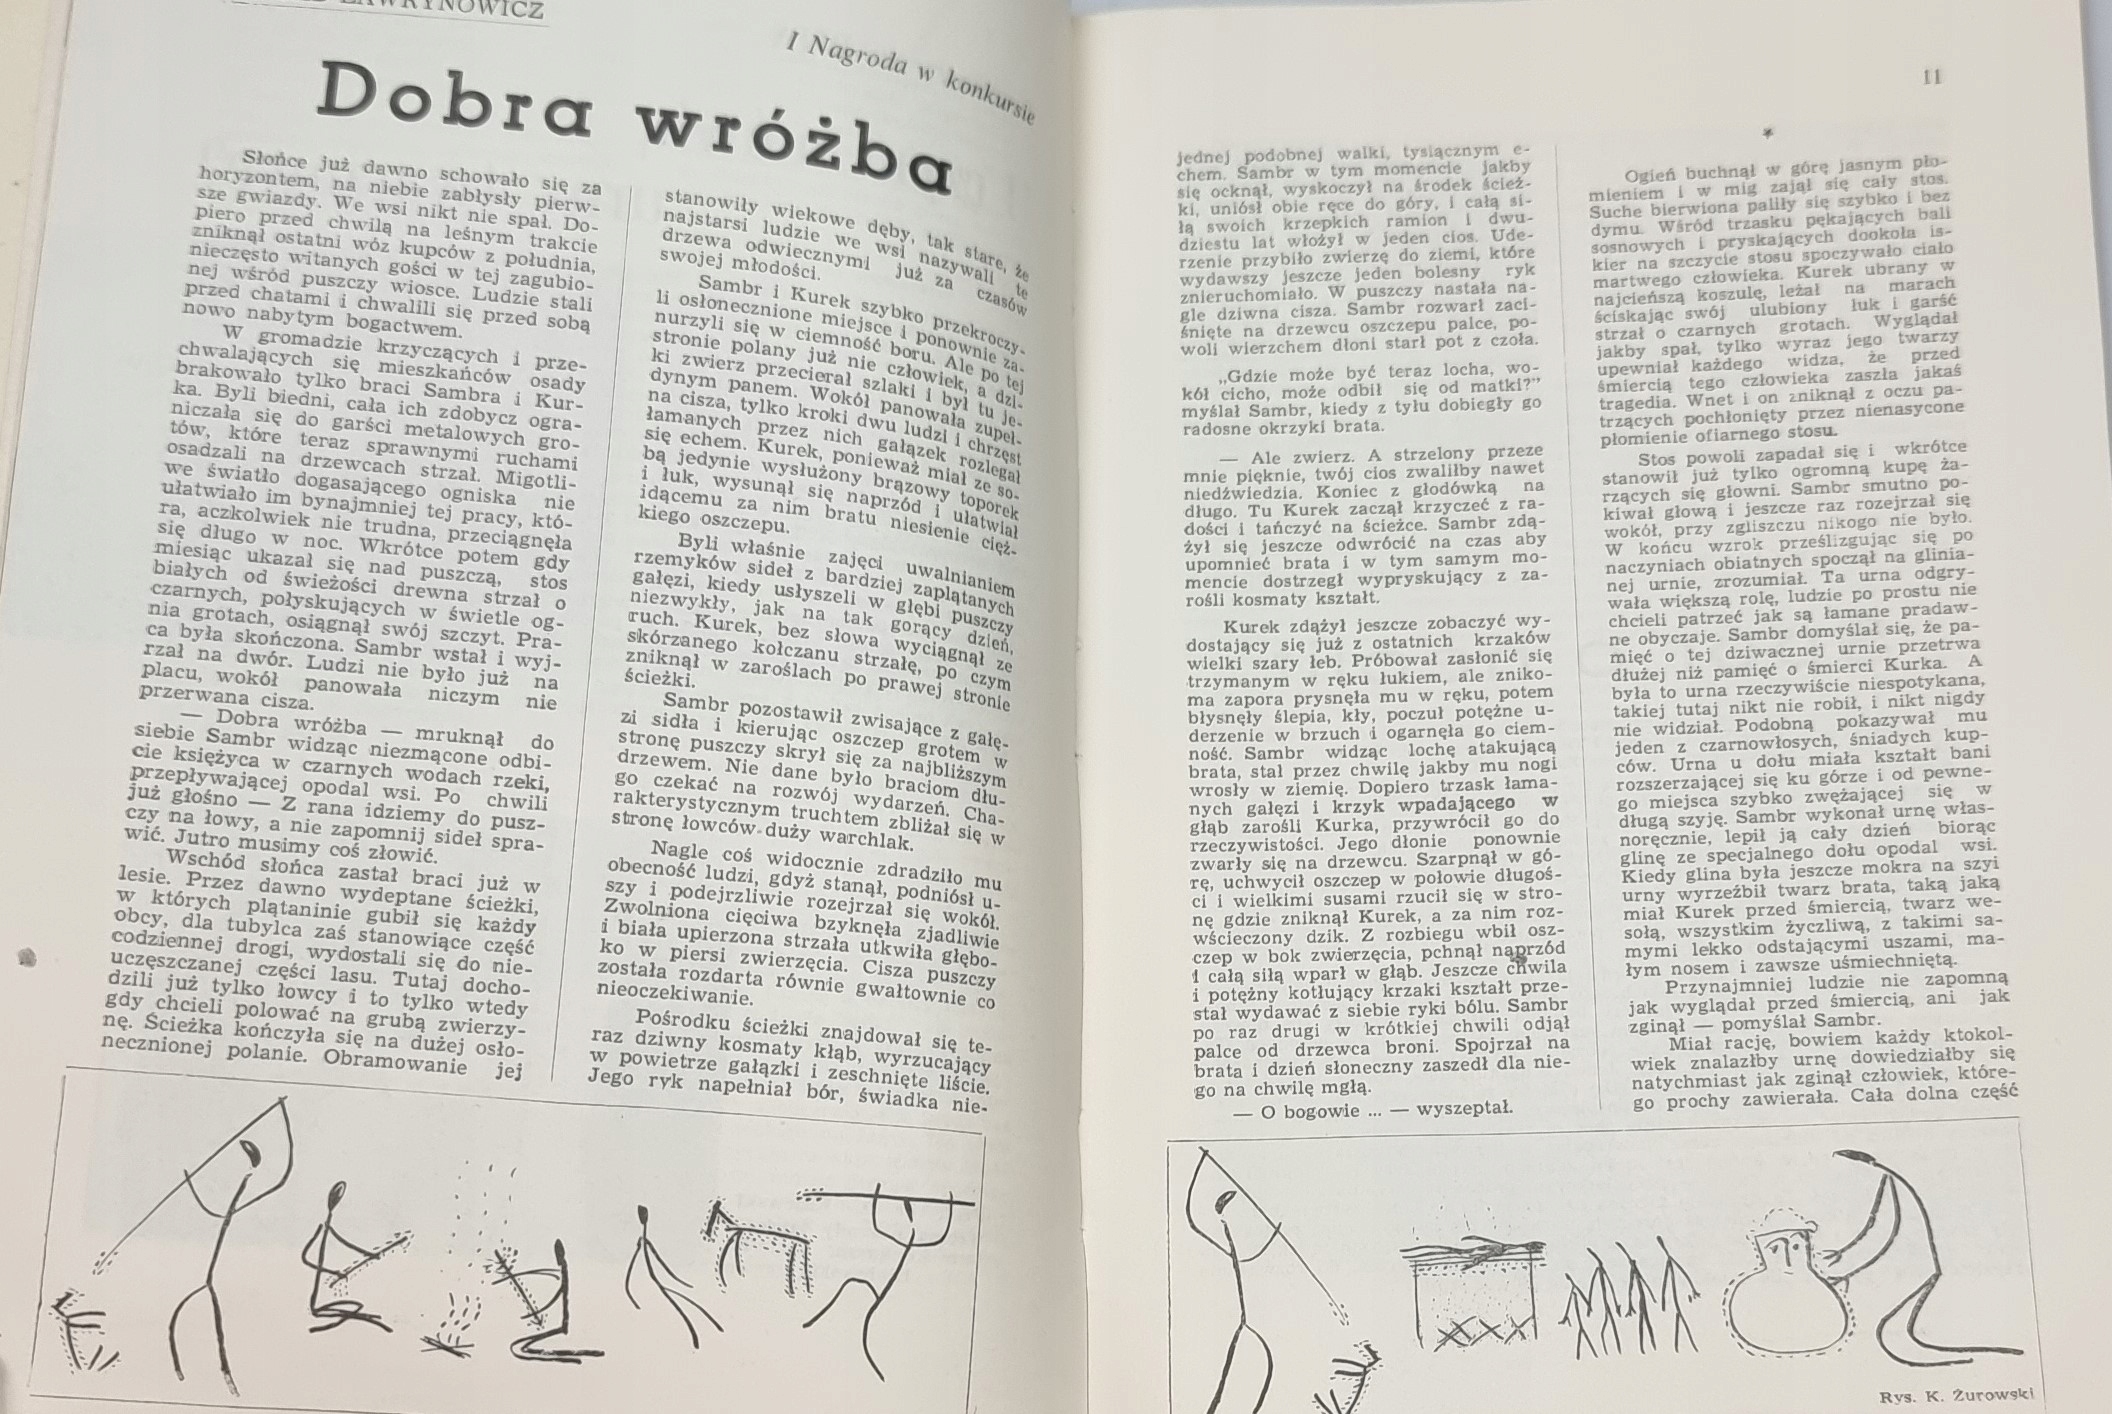 I Nagroda w konkursie
Dobra wróżba
Słońce już dawno schowało się za
horyzontem, na niebie zabłysły pierw-
sze gwiazdy. We wsi nikt nie spał. Do-
piero przed chwilą na leśnym trakcie
zniknął ostatni wóz kupców z południa,
nieczęsto witanych gości w tej zagubio-
nej wśród puszczy wiosce. Ludzie stali
przed chatami i chwalili się przed sobą
nowo nabytym bogactwem.
W gromadzie krzyczących i prze-
chwalających się mieszkańców osady
brakowało tylko braci Sambra i Kur-
ka. Byli biedni, cała ich zdobycz ogra-
niczała się do garści metalowych gro-
tów, które teraz sprawnymi ruchami
osadzali na drzewcach strzał. Migotli-
we światło dogasającego ogniska nie
ułatwiało im bynajmniej tej pracy, któ-
ra, aczkolwiek nie trudna, przeciągnęła
się długo w noc. Wkrótce potem gdy
miesiąc ukazał się nad puszczą, stos
białych od świeżości drewna strzał o
czarnych, połyskujących w świetle og-
nia grotach, osiągnął swój szczyt. Pra-
ca była skończona. Sambr wstał i wyj-
rzał na dwór. Ludzi nie było już na
placu, wokół panowała niczym nie
przerwana cisza.
— Dobra wróżba — mruknął do
siebie Sambr widząc niezmącone odbi-
cie księżyca w czarnych wodach rzeki,
przepływającej opodal wsi. Po chwili
już głośno — Z rana idziemy do pusz-
czy na łowy, a nie zapomnij sideł spra-
wić. Jutro musimy coś złowić.
Wschód słońca zastał braci już w
lesie. Przez dawno wydeptane ścieżki,
w których plątaninie gubił się każdy
obcy, dla tubylca zaś stanowiące część
codziennej drogi, wydostali się do nie-
uczęszczanej części lasu. Tutaj docho-
dzili już tylko łowcy i to tylko wtedy
gdy chcieli polować na grubą zwierzy-
nę. Ścieżka kończyła się na dużej osło-
necznionej polanie. Obramowanie jej
stanowiły wiekowe dęby, tak stare, że
najstarsi ludzie we wsi nazywali te
drzewa odwiecznymi już za czasów
swojej młodości.
Sambr i Kurek szybko przekroczy-
li osłonecznione miejsce i ponownie za-
nurzyli się w ciemność boru. Ale po tej
stronie polany już nie człowiek, a dzi-
ki zwierz przecierał szlaki i był tu je-
dynym panem. Wokół panowała zupeł-
na cisza, tylko kroki dwu ludzi i chrzęst
łamanych przez nich gałązek rozlegał
się echem. Kurek, ponieważ miał ze so-
bą jedynie wysłużony brązowy toporek
i łuk, wysunął się naprzód i ułatwiał
idącemu za nim bratu niesienie cięż-
kiego oszczepu.
Byli właśnie zajęci uwalnianiem
rzemyków sideł z bardziej zaplątanych
gałęzi, kiedy usłyszeli w głębi puszczy
niezwykły, jak na tak gorący dzień,
ruch. Kurek, bez słowa wyciągnął ze
skórzanego kołczanu strzałę, po czym
zniknął w zaroślach po prawej stronie
ścieżki.
Sambr pozostawił zwisające z gałę-
zi sidła i kierując oszczep grotem w
stronę puszczy skrył się za najbliższym
drzewem. Nie dane było braciom dłu-
go czekać na rozwój wydarzeń. Cha-
rakterystycznym truchtem zbliżał się w
stronę łowców duży warchlak.
Nagle coś widocznie zdradziło mu
obecność ludzi, gdyż stanął, podniósł u-
szy i podejrzliwie rozejrzał się wokół.
Zwolniona cięciwa bzyknęła zjadliwie
i biała upierzona strzała utkwiła głębo-
ko w piersi zwierzęcia. Cisza puszczy
została rozdarta równie gwałtownie co
nieoczekiwanie.
Pośrodku ścieżki znajdował się te-
raz dziwny kosmaty kłąb, wyrzucający
w powietrze gałązki i zeschnięte liście.
Jego ryk napełniał bór, świadka nie-
11
jednej podobnej walki, tysiącznym e-
chem. Sambr w tym momencie jakby
się ocknął, wyskoczył na środek ścież-
ki, uniósł obie ręce do góry, i całą si-
łą swoich krzepkich ramion i dwu-
dziestu lat włożył w jeden cios. Ude-
rzenie przybiło zwierzę do ziemi, które
wydawszy jeszcze jeden bolesny ryk
znieruchomiało. W puszczy nastała na-
gle dziwna cisza. Sambr rozwarł zaci-
śnięte na drzewcu oszczepu palce, po-
woli wierzchem dłoni starł pot z czoła.
„Gdzie może być teraz locha, wo-
kół cicho, może odbił się od matki?”
myślał Sambr, kiedy z tyłu dobiegły go
radosne okrzyki brata.
— Ale zwierz. A strzelony przeze
mnie pięknie, twój cios zwaliłby nawet
niedźwiedzia. Koniec z głodówką na
długo. Tu Kurek zaczął krzyczeć z ra-
dości i tańczyć na ścieżce. Sambr zdą-
żył się jeszcze odwrócić na czas aby
upomnieć brata i w tym samym mo-
mencie dostrzegł wypryskujący z za-
rośli kosmaty kształt.
Kurek zdążył jeszcze zobaczyć wy-
dostający się już z ostatnich krzaków
wielki szary łeb. Próbował zasłonić się
trzymanym w ręku łukiem, ale zniko-
ma zapora prysnęła mu w ręku, potem
błysnęły ślepia, kły, poczuł potężne u-
derzenie w brzuch i ogarnęła go ciem-
ność. Sambr widząc lochę atakującą
brata, stał przez chwilę jakby mu nogi
wrosły w ziemię. Dopiero trzask łama-
nych gałęzi i krzyk wpadającego w
głąb zarośli Kurka, przywrócił go do
rzeczywistości. Jego dłonie ponownie
zwarły się na drzewcu. Szarpnął w gó-
rę, uchwycił oszczep w połowie długoś-
ci i wielkimi susami rzucił się w stro-
nę gdzie zniknął Kurek, a za nim roz-
wścieczony dzik. Z rozbiegu wbił osz-
czep w bok zwierzęcia, pchnął naprzód
i całą siłą wparł w głąb. Jeszcze chwila
i potężny kotłujący krzaki kształt prze-
stał wydawać z siebie ryki bólu. Sambr
po raz drugi w krótkiej chwili odjął
palce od drzewca broni. Spojrzał na
brata i dzień słoneczny zaszedł dla nie-
go na chwilę mgłą.
— O bogowie ... — wyszeptał.
*
Ogień buchnął w górę jasnym pło-
mieniem i w mig zajął się cały stos.
Suche bierwiona paliły się szybko i bez
dymu. Wśród trzasku pękających bali
sosnowych i pryskających dookoła is-
kier na szczycie stosu spoczywało ciało
martwego człowieka. Kurek ubrany w
najcieńszą koszulę, leżał na marach
ściskając swój ulubiony łuk i garść
strzał o czarnych grotach. Wyglądał
jakby spał, tylko wyraz jego twarzy
upewniał każdego widza, że przed
śmiercią tego człowieka zaszła jakaś
tragedia. Wnet i on zniknął z oczu pa-
trzących pochłonięty przez nienasycone
płomienie ofiarnego stosu.
Stos powoli zapadał się i wkrótce
stanowił już tylko ogromną kupę ża-
rzących się głowni. Sambr smutno po-
kiwał głową i jeszcze raz rozejrzał się
wokół, przy zgliszczu nikogo nie było.
W końcu wzrok prześlizgując się po
naczyniach obiatnych spoczął na glinia-
nej urnie, zrozumiał. Ta urna odgry-
wała większą rolę, ludzie po prostu nie
chcieli patrzeć jak są łamane pradaw-
ne obyczaje. Sambr domyślał się, że pa-
mięć o tej dziwacznej urnie przetrwa
dłużej niż pamięć o śmierci Kurka. A
była to urna rzeczywiście niespotykana,
takiej tutaj nikt nie robił, i nikt nigdy
nie widział. Podobną pokazywał mu
jeden z czarnowłosych, śniadych kup-
ców. Urna u dołu miała kształt bani
rozszerzającej się ku górze i od pewne-
go miejsca szybko zwężającej się w
długą szyję. Sambr wykonał urnę włas-
noręcznie, lepił ją cały dzień biorąc
glinę ze specjalnego dołu opodal wsi.
Kiedy glina była jeszcze mokra na szyi
urny wyrzeźbił twarz brata, taką jaką
miał Kurek przed śmiercią, twarz we-
sołą, wszystkim życzliwą, z takimi sa-
mymi lekko odstającymi uszami, ma-
łym nosem i zawsze uśmiechniętą.
Przynajmniej ludzie nie zapomną
jak wyglądał przed śmiercią, ani jak
zginął — pomyślał Sambr.
Miał rację, bowiem każdy ktokol-
wiek znalazłby urnę dowiedziałby się
natychmiast jak zginął człowiek, które-
go prochy zawierała. Cała dolna część
Rys. K. Żurowski